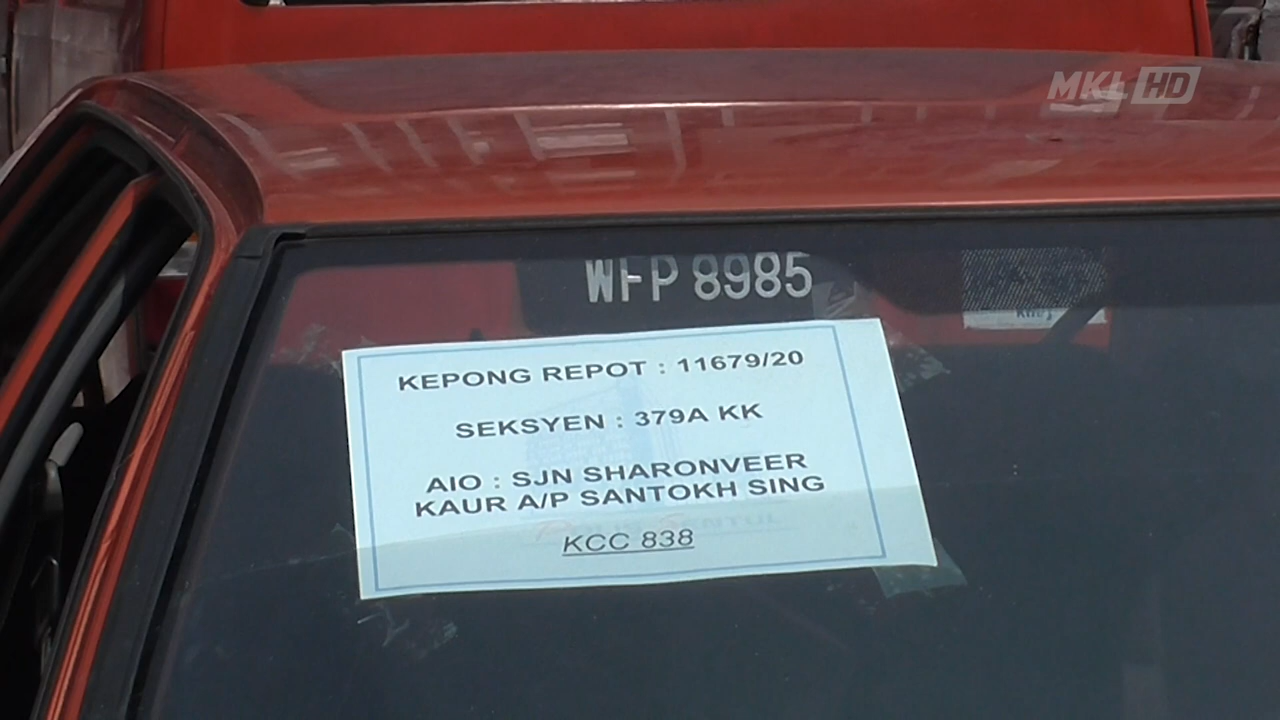 MKL HD
WFP 8985
KEPONG REPOT : 11679/20
SEKSYEN : 379A KK
AIO : SJN SHARONVEER
KAUR A/P SANTOKH SING
KCC 838